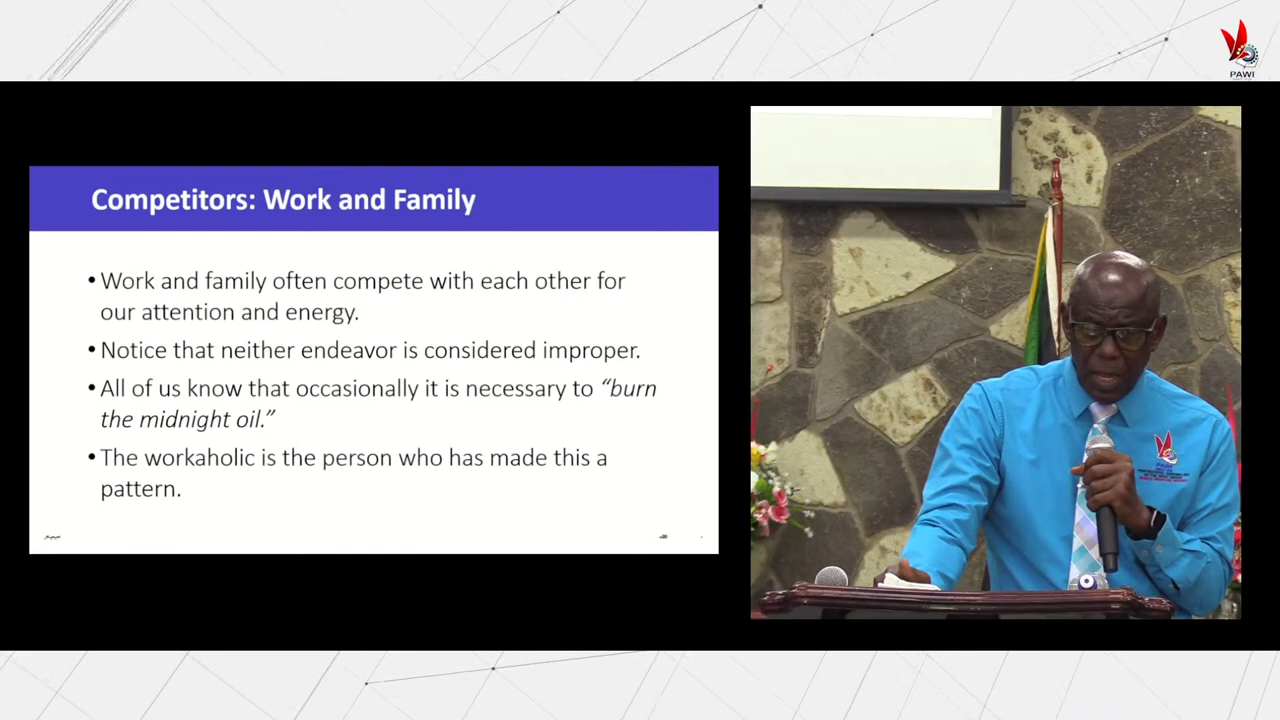 PAWI
Competitors: Work and Family
• Work and family often compete with each other for
our attention and energy.
• Notice that neither endeavor is considered improper.
• All of us know that occasionally it is necessary to “burn
the midnight oil.”
• The workaholic is the person who has made this a
pattern.
PAWI